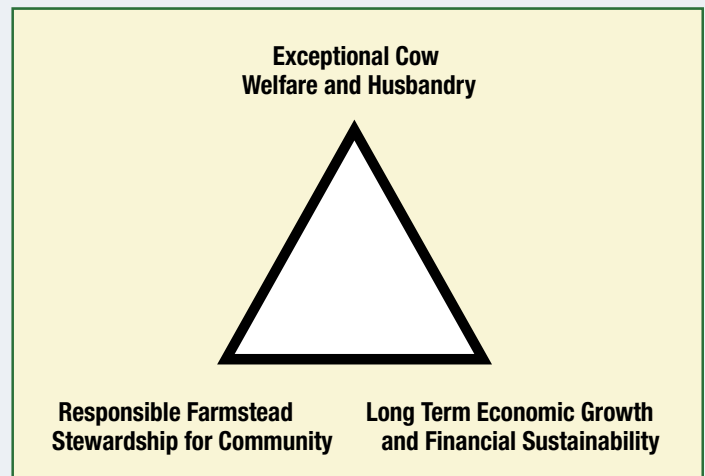 Exceptional Cow
Welfare and Husbandry
Responsible Farmstead
Stewardship for Community
Long Term Economic Growth
and Financial Sustainability